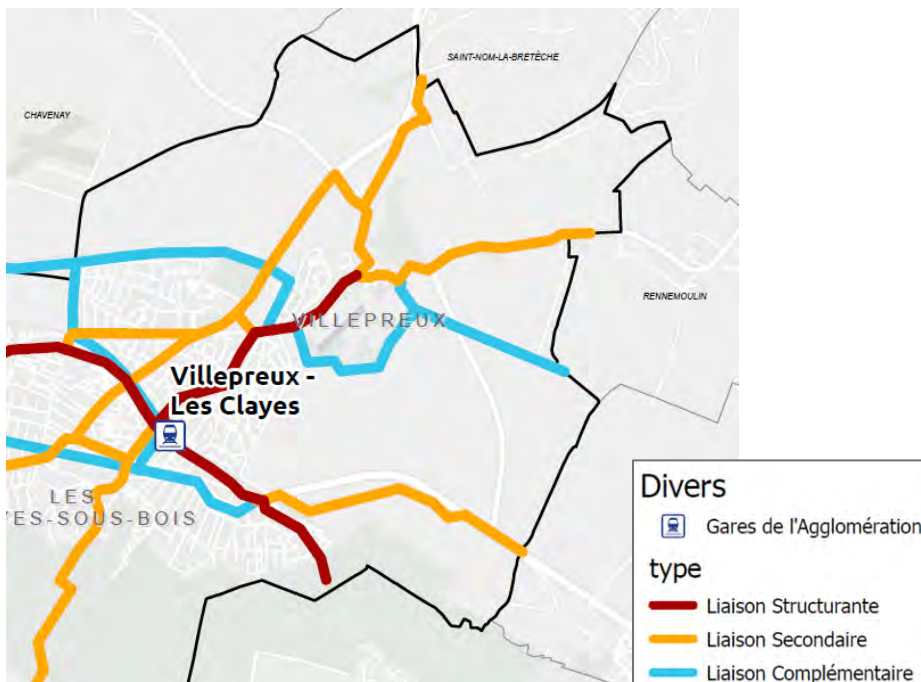 SAINT-NOM-LA-BRETÈCHE
CHAVENAY
RENNEMOULIN
VILLEPREUX
Villepreux -
Les Clayes
LES
YES-SOUS-BOIS
Divers
Gares de l'Agglomération
type
Liaison Structurante
Liaison Secondaire
Liaison Complémentaire